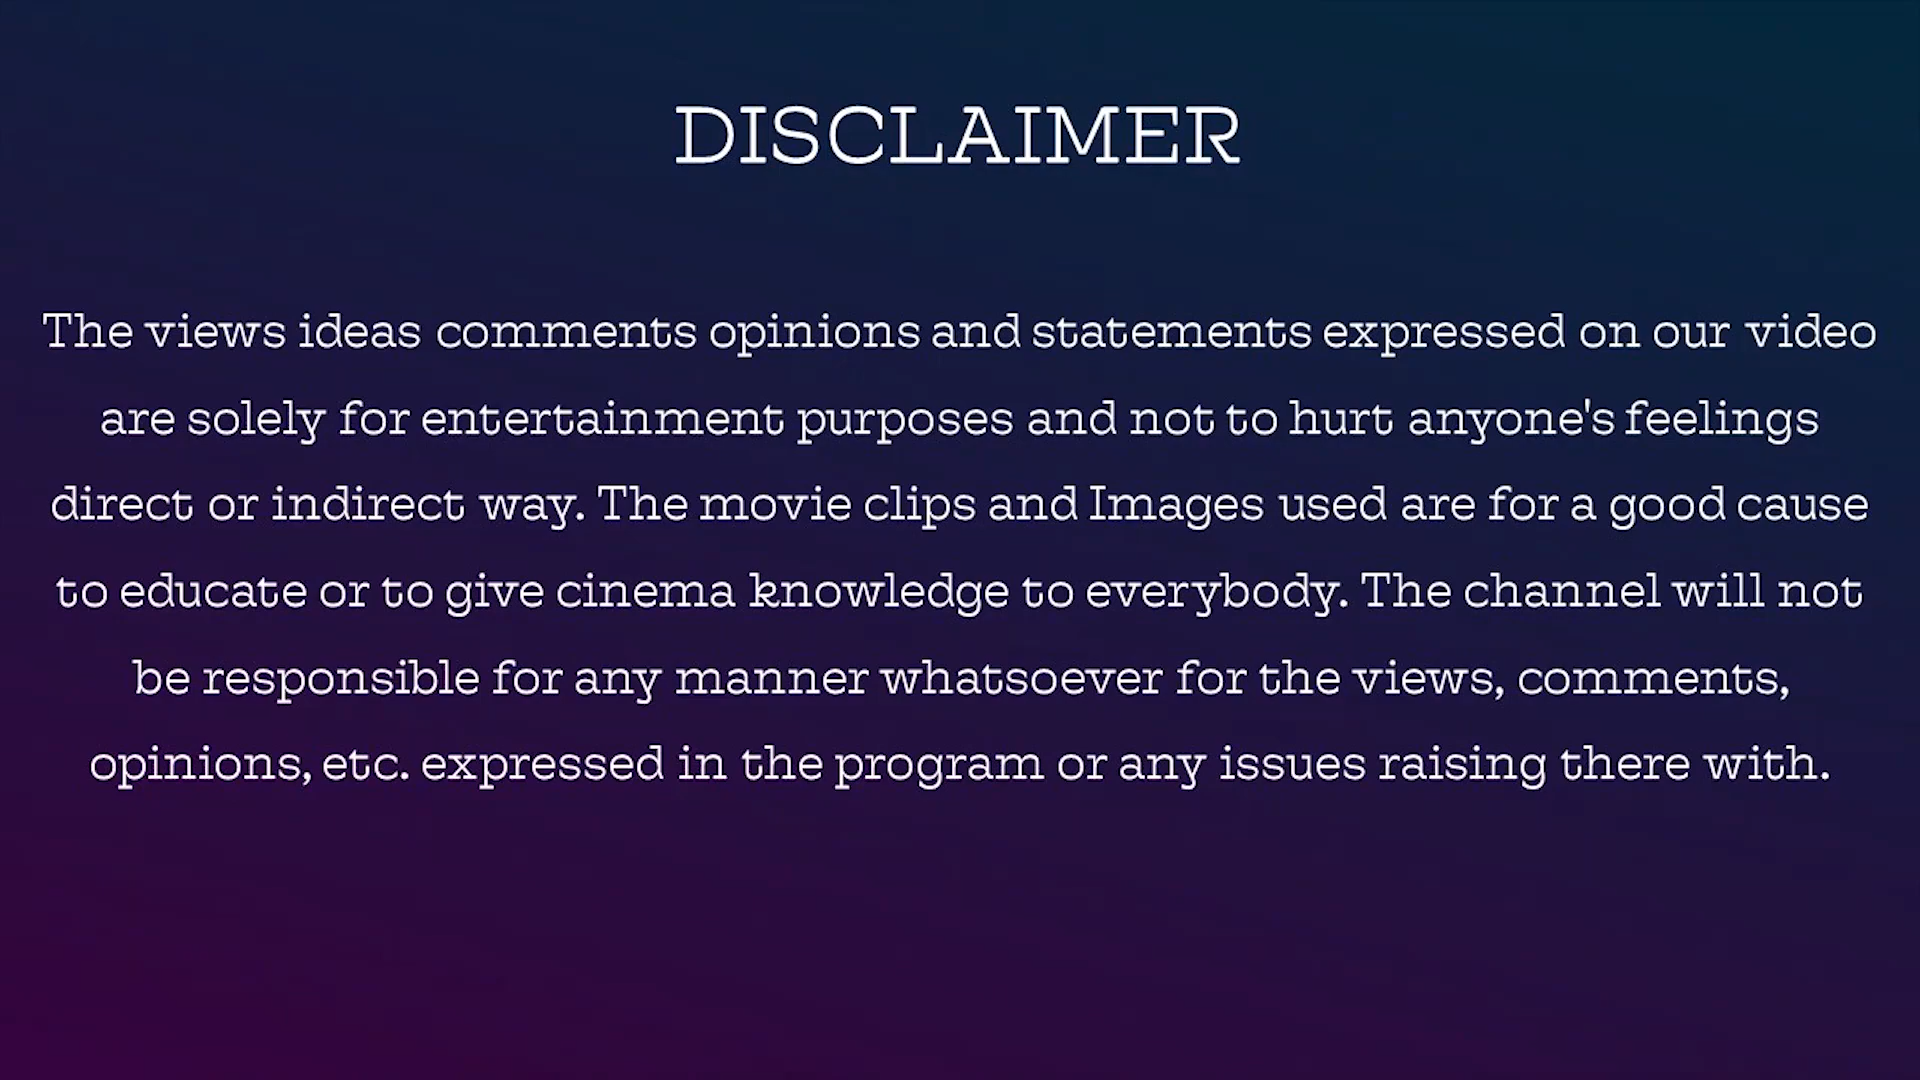 DISCLAIMER
The views ideas comments opinions and statements expressed on our video
are solely for entertainment purposes and not to hurt anyone's feelings
direct or indirect way. The movie clips and Images used are for a good cause
to educate or to give cinema knowledge to everybody. The channel will not
be responsible for any manner whatsoever for the views, comments,
opinions, etc. expressed in the program or any issues raising there with.